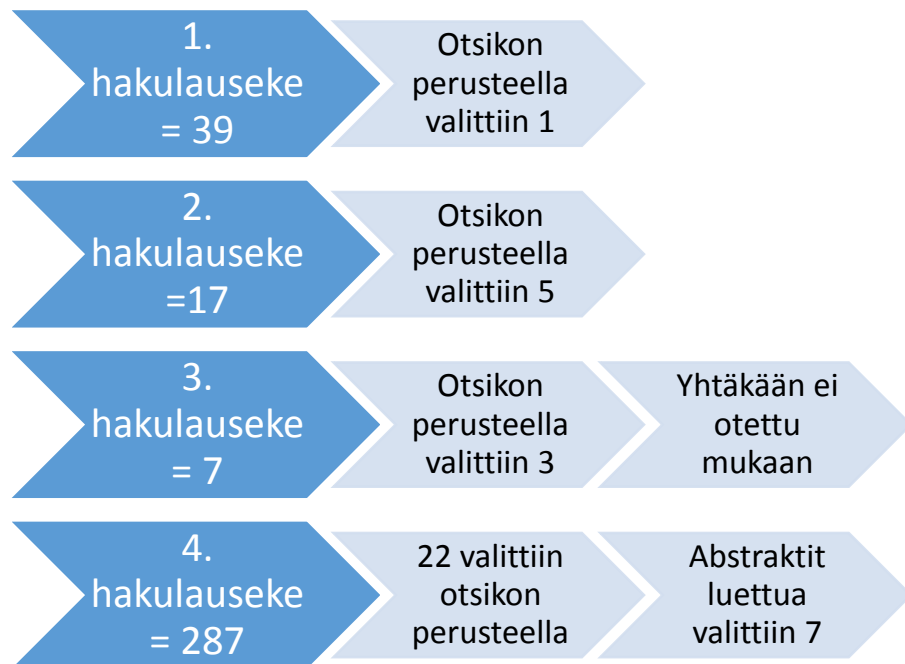 1.
hakulauseke
= 39
Otsikon
perusteella
valittiin 1
2.
hakulauseke
=17
Otsikon
perusteella
valittiin 5
3.
hakulauseke
= 7
Otsikon
perusteella
valittiin 3
Yhtäkään ei
otettu
mukaan
4.
hakulauseke
= 287
22 valittiin
otsikon
perusteella
Abstraktit
luettua
valittiin 7